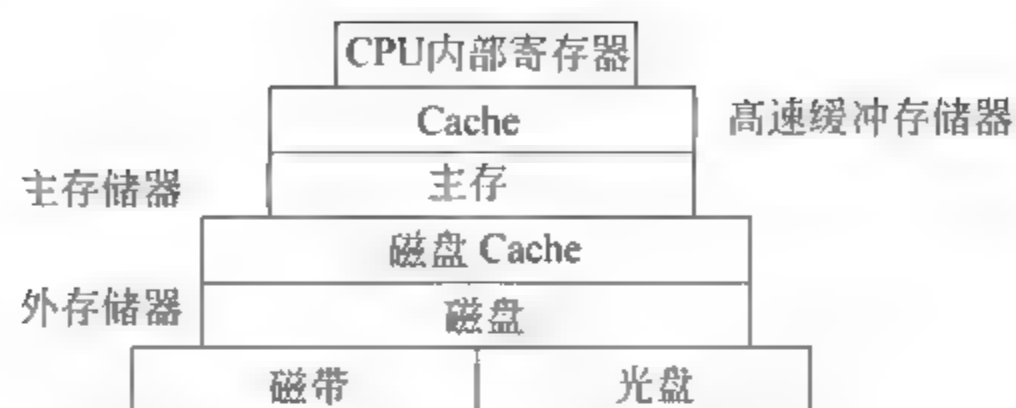 CPU内部寄存器
Cache
高速缓冲存储器
主存储器
主存
磁盘 Cache
外存储器
磁盘
磁带
光盘